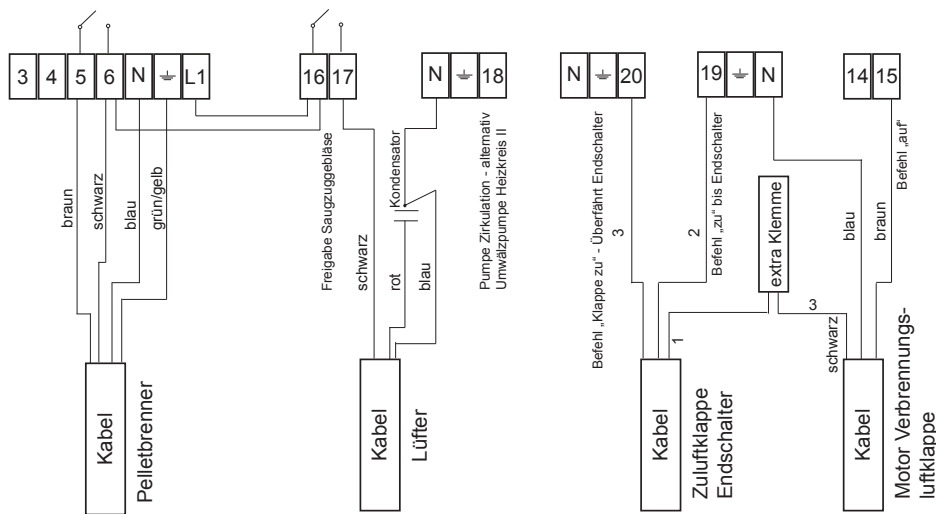 3 4 5 6 N L1
16 17
N 18
N 20
19 N
14 15
braun
schwarz
blau
grün/gelb
Freigabe Saugzuggebläse
schwarz
rot
Kondensator
blau
Pumpe Zirkulation - alternativ
Umwälzpumpe Heizkreis II
Befehl „Klappe zu" - Überfährt Endschalter
3
2
Befehl „zu" bis Endschalter
1
extra Klemme
3
schwarz
blau
braun
Befehl „auf"
Kabel
Pelletbrenner
Kabel
Lüfter
Kabel
Zuluftklappe
Endschalter
Kabel
Motor Verbrennungs-
luftklappe